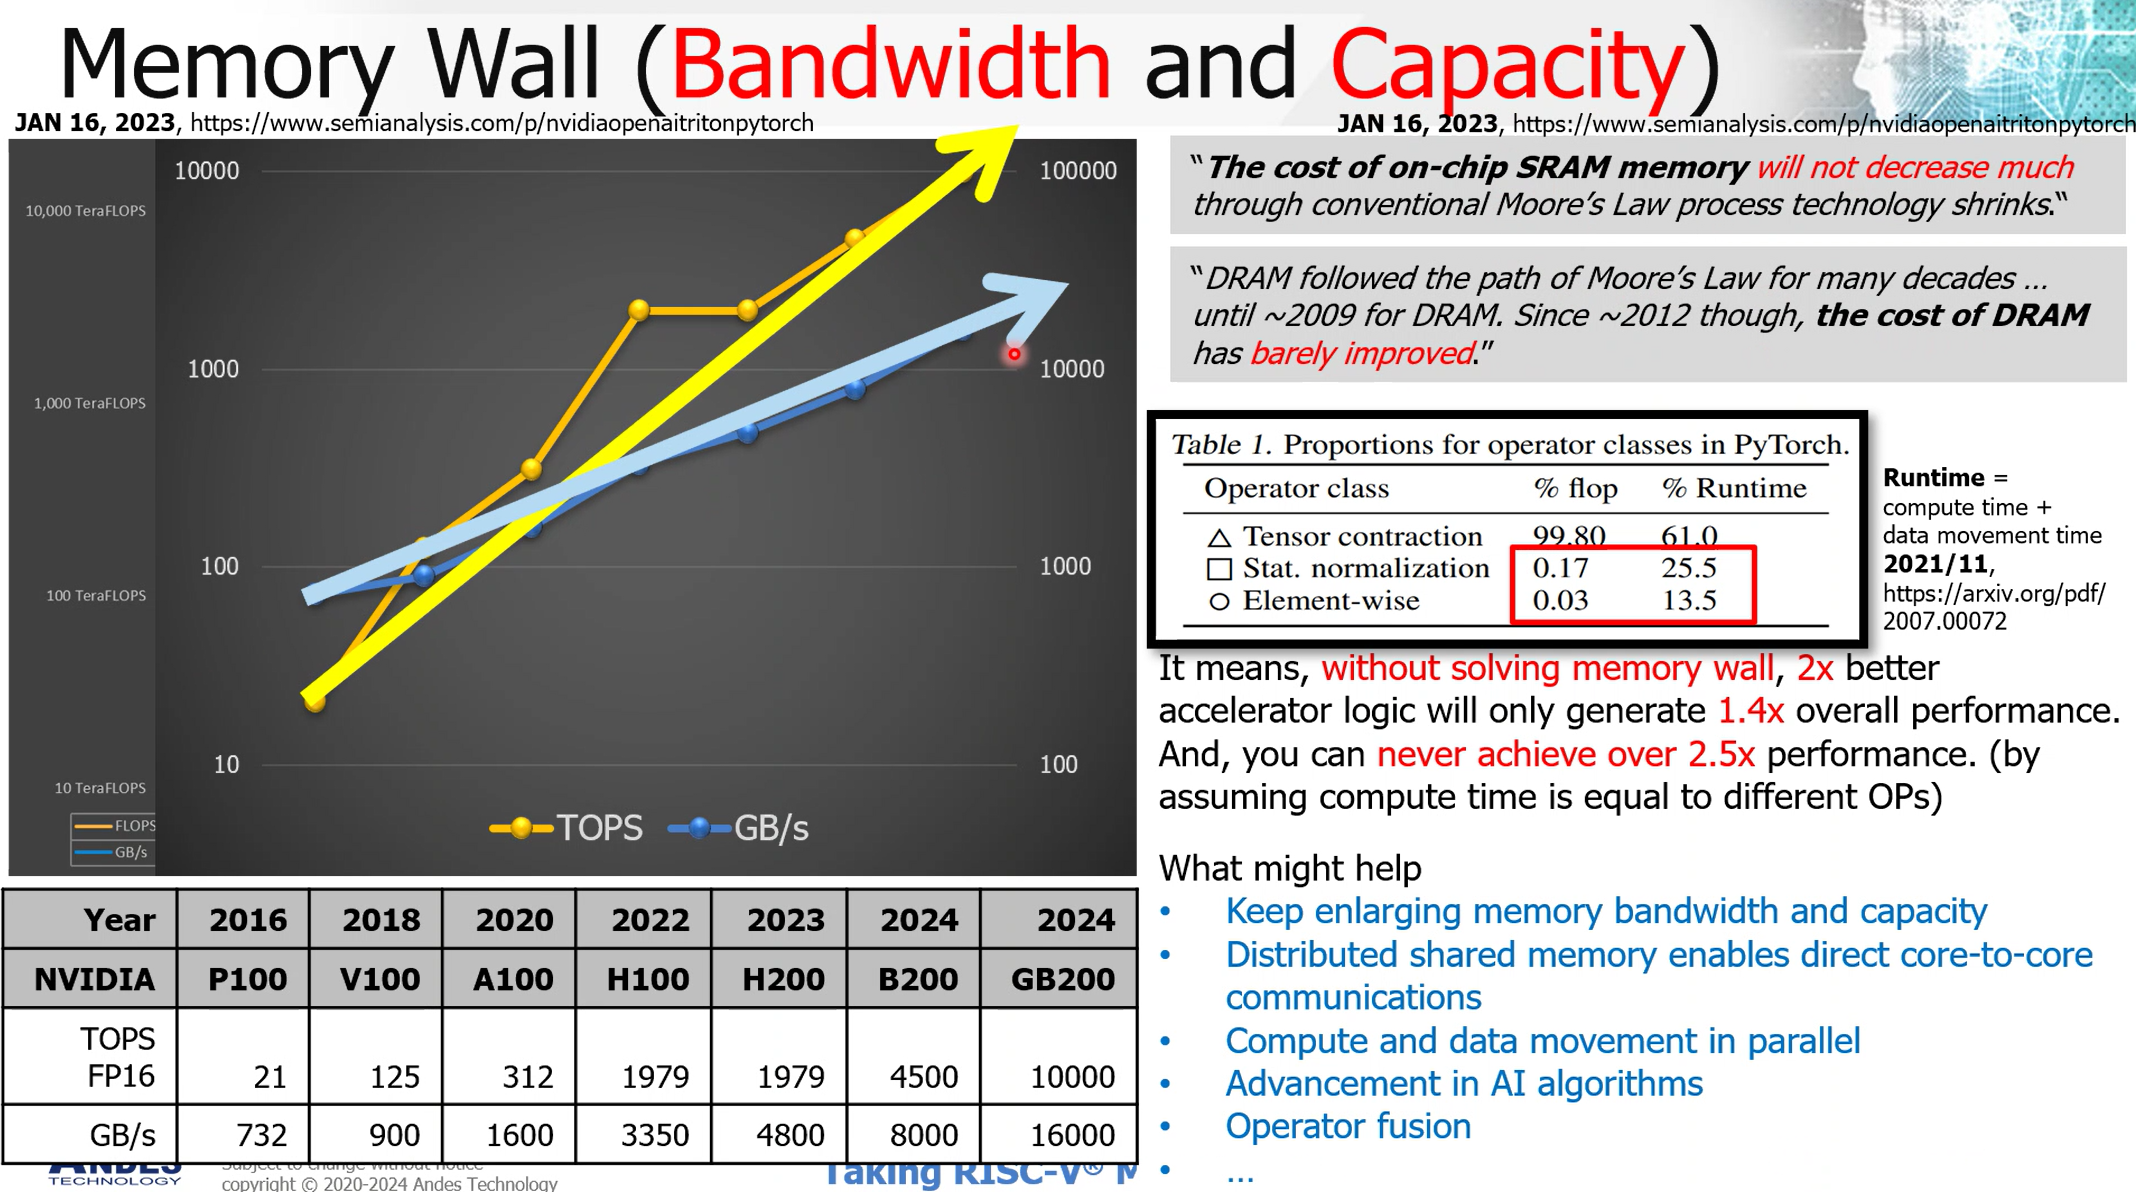 Memory Wall (Bandwidth and Capacity)
JAN 16, 2023, https://www.semianalysis.com/p/nvidiaopenaitritonpytorch
10,000 TeraFLOPS
1,000 TeraFLOPS
100 TeraFLOPS
10 TeraFLOPS
FLOPS
GB/s
10000
1000
100
10
100000
10000
1000
100
TOPS
GB/s
Year 2016 2018 2020 2022 2023 2024 2024
NVIDIA P100 V100 A100 H100 H200 B200 GB200
TOPS
FP16 21 125 312 1979 1979 4500 10000
GB/s 732 900 1600 3350 4800 8000 16000
JAN 16, 2023, https://www.semianalysis.com/p/nvidiaopenaitritonpytorch
“The cost of on-chip SRAM memory will not decrease much
through conventional Moore’s Law process technology shrinks.“
“DRAM followed the path of Moore’s Law for many decades …
until ~2009 for DRAM. Since ~2012 though, the cost of DRAM
has barely improved.”
Table 1. Proportions for operator classes in PyTorch.
Operator class % flop % Runtime
△ Tensor contraction 99.80 61.0
□ Stat. normalization 0.17 25.5
○ Element-wise 0.03 13.5
Runtime =
compute time +
data movement time
2021/11,
https://arxiv.org/pdf/
2007.00072
It means, without solving memory wall, 2x better
accelerator logic will only generate 1.4x overall performance.
And, you can never achieve over 2.5x performance. (by
assuming compute time is equal to different OPs)
What might help
• Keep enlarging memory bandwidth and capacity
• Distributed shared memory enables direct core-to-core
communications
• Compute and data movement in parallel
• Advancement in AI algorithms
• Operator fusion
• ...
ANDES
TECHNOLOGY
Subject to change without notice
copyright © 2020-2024 Andes Technology
Taking RISC-V® M